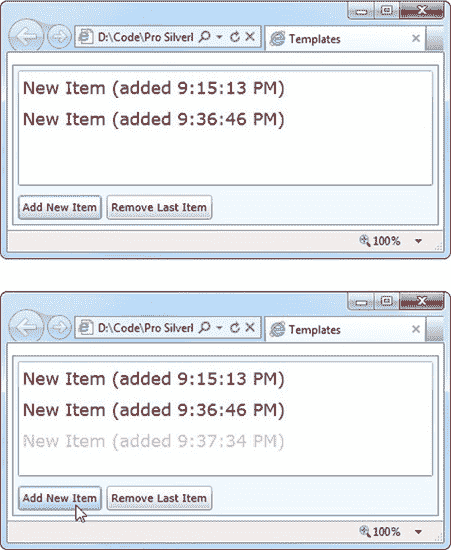 D:\Code\Pro Silverl
Templates
New Item (added 9:15:13 PM)
New Item (added 9:36:46 PM)
Add New Item
Remove Last Item
100%
D:\Code\Pro Silverl
Templates
New Item (added 9:15:13 PM)
New Item (added 9:36:46 PM)
New Item (added 9:37:34 PM)
Add New Item
Remove Last Item
100%